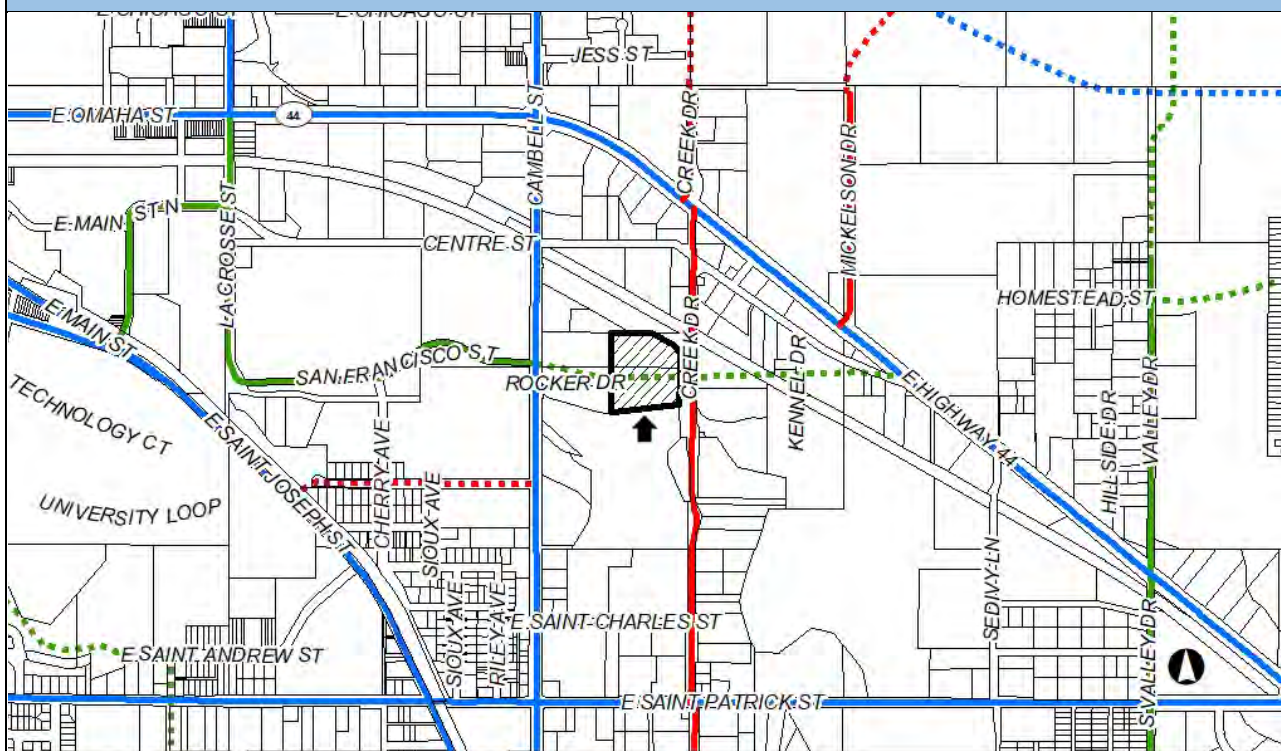 E CHICAGO ST
E CHICAGO ST
JESS ST
E OMAHA ST
44
CAMBELL ST
CREEK DR
MICKELSON DR
LA CROSSE ST
E MAIN ST N
CENTRE ST
HOMESTEAD ST
E MAIN ST
SAN FRANCISCO ST
ROCKER DR
CREEK DR
KENNEL DR
E HIGHWAY 44
HILLSIDE DR
VALLEY DR
TECHNOLOGY CT
E SAINT JOSEPH ST
CHERRY AVE
SIOUX AVE
UNIVERSITY LOOP
SIOUX AVE
RILEY AVE
E SAINT CHARLES ST
SEDIVY LN
E SAINT ANDREW ST
E SAINT PATRICK ST
S VALLEY DR